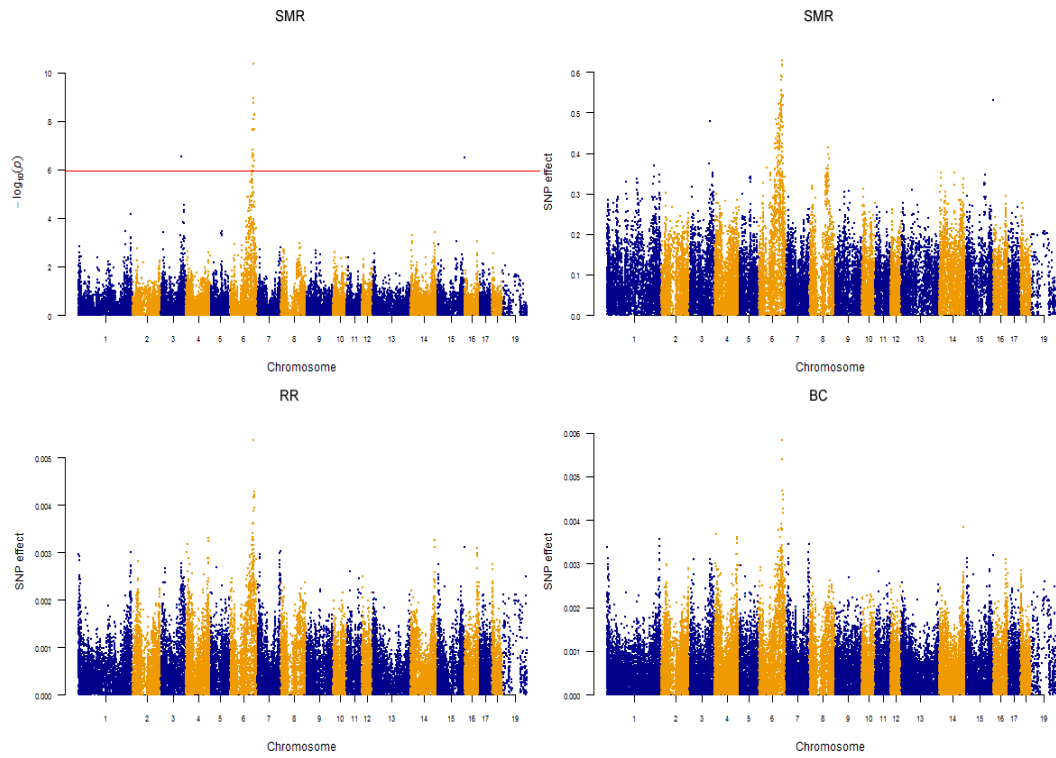 SMR
SMR
− log10(p)
10
8
6
4
2
0
1 2 3 4 5 6 7 8 9 10 11 12 13 14 15 16 17 19
Chromosome
SNP effect
0.6
0.5
0.4
0.3
0.2
0.1
0.0
1 2 3 4 5 6 7 8 9 10 11 12 13 14 15 16 17 19
Chromosome
RR
BC
SNP effect
0.005
0.004
0.003
0.002
0.001
0.000
1 2 3 4 5 6 7 8 9 10 11 12 13 14 15 16 17 19
Chromosome
SNP effect
0.006
0.005
0.004
0.003
0.002
0.001
0.000
1 2 3 4 5 6 7 8 9 10 11 12 13 14 15 16 17 19
Chromosome